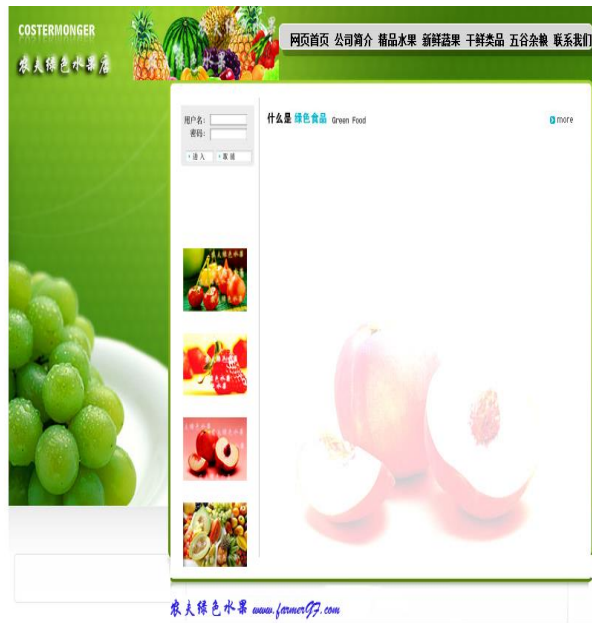 COSTERMONGER
农夫绿色水果店
网页首页 公司简介 精品水果 新鲜蔬果 干鲜类品 五谷杂粮 联系我们
用户名:
密码:
进入 取消
什么是 绿色食品 Green Food
more
农夫绿色水果 www.farmer97.com